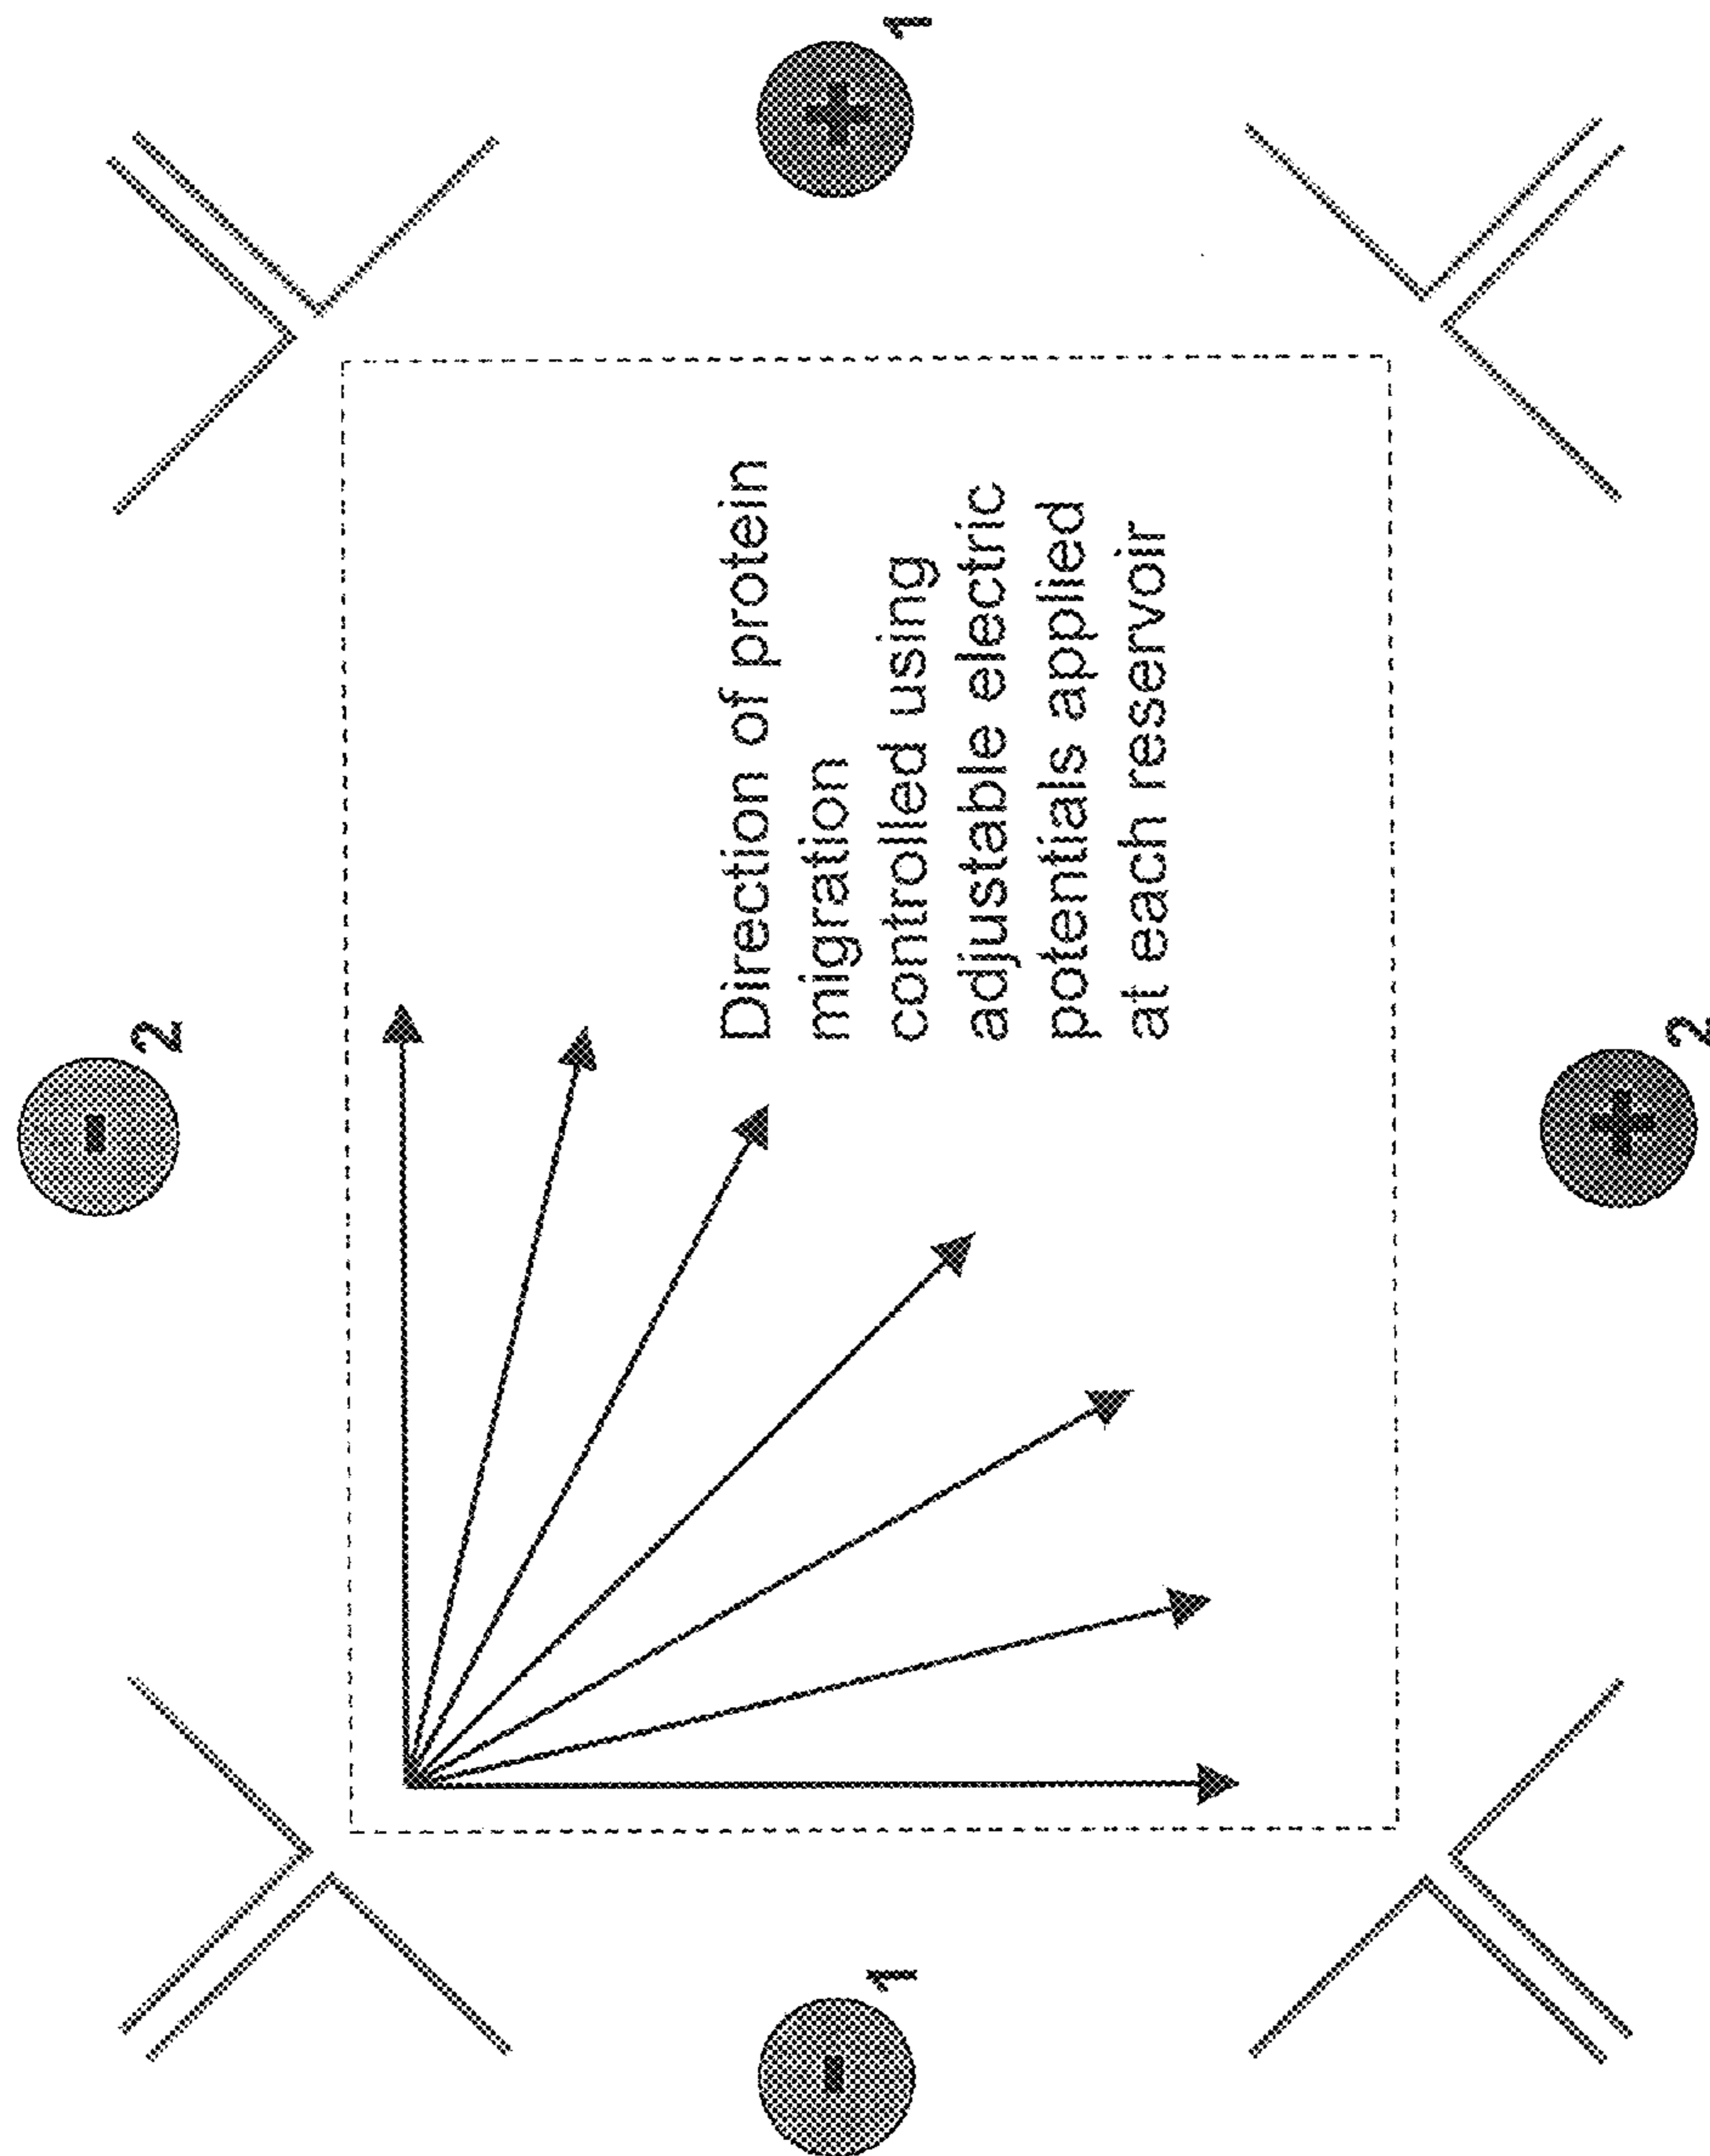 -
2
+
1
-
1
+
2
Direction of protein
migration
controlled using
adjustable electric
potentials applied
at each reservoir